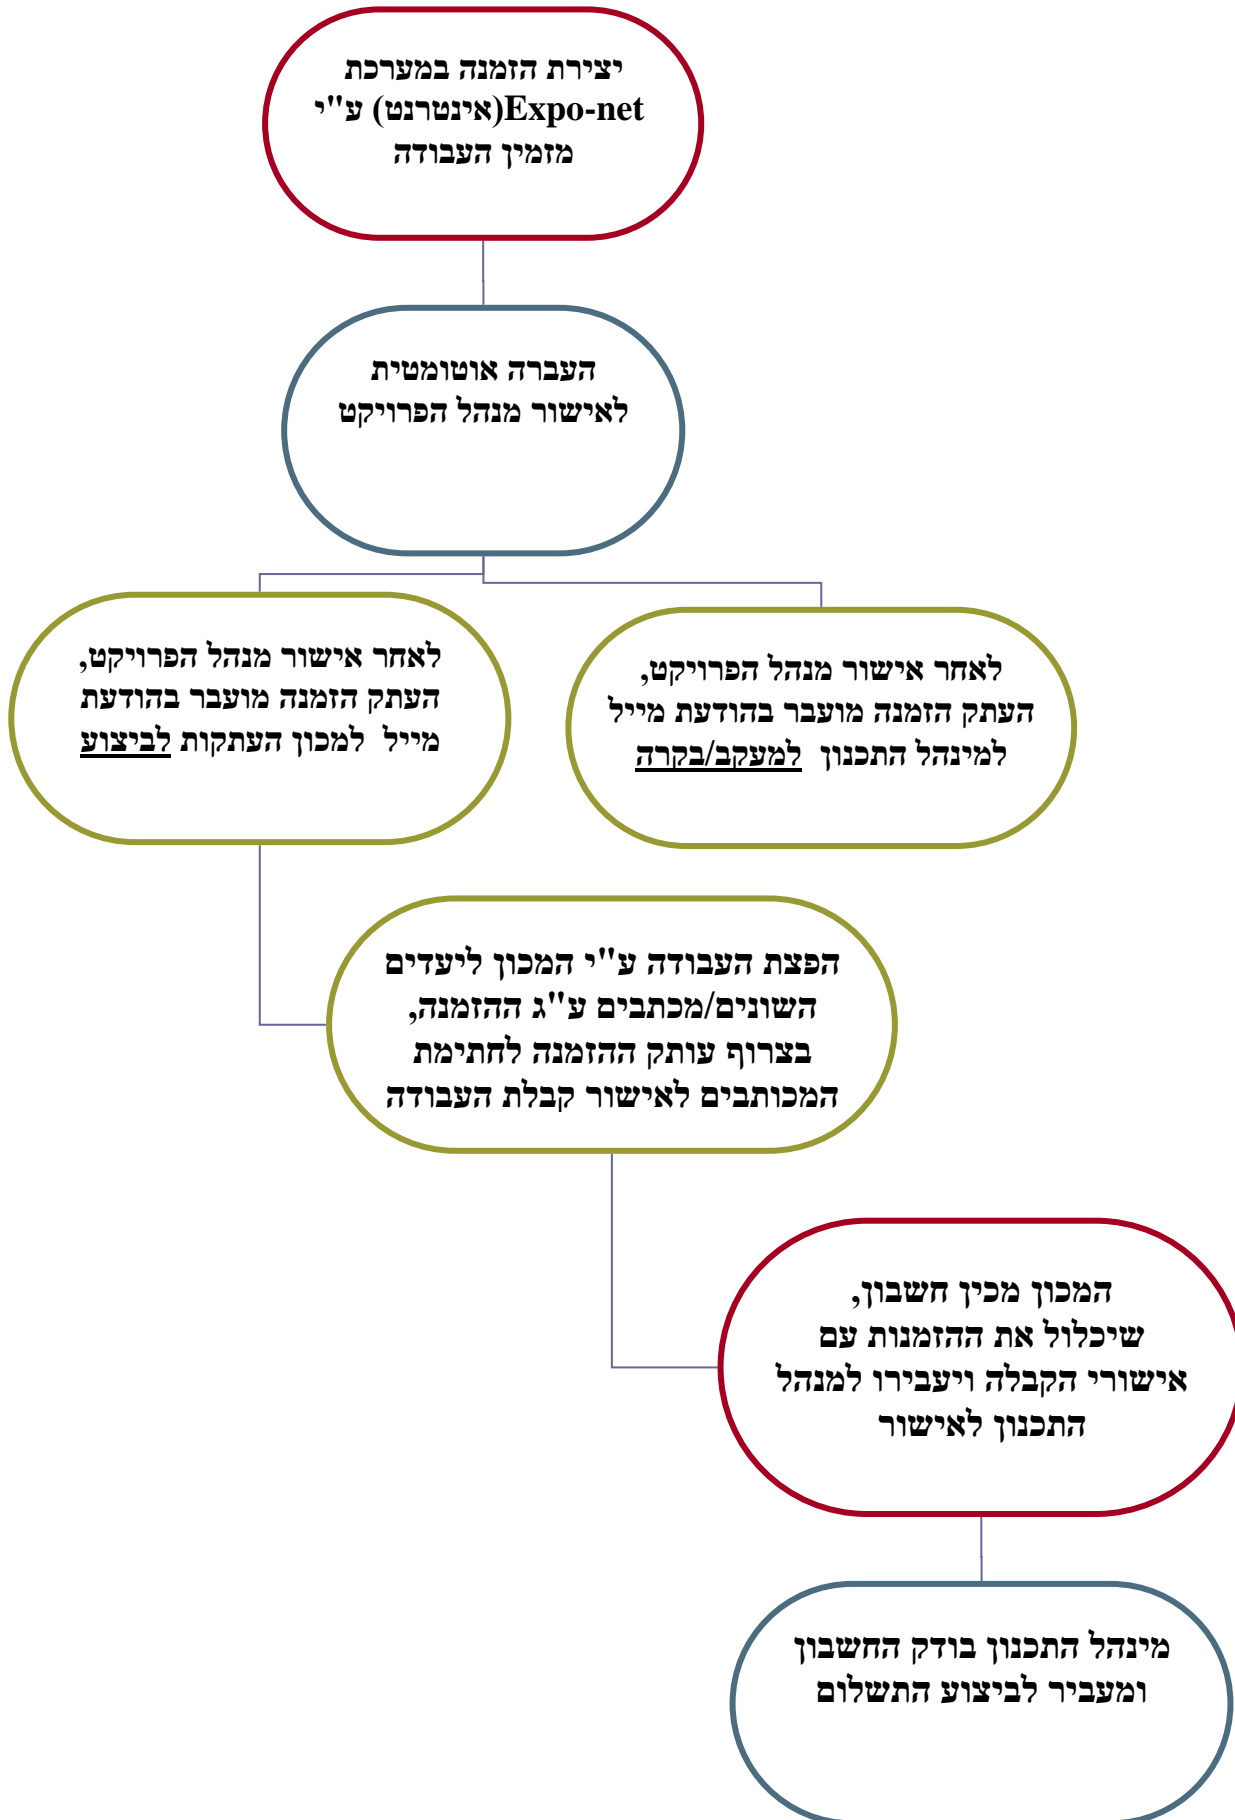 יצירת הזמנה במערכת
Expo-net(אינטרנט) ע"י
מזמין העבודה
העברה אוטומטית
לאישור מנהל הפרויקט
לאחר אישור מנהל הפרויקט,
העתק הזמנה מועבר בהודעת מייל
למינהל התכנון למעקב/בקרה
לאחר אישור מנהל הפרויקט,
העתק הזמנה מועבר בהודעת
מייל למכון העתקות לביצוע
הפצת העבודה ע"י המכון ליעדים
השונים/מכתבים ע"ג ההזמנה,
בצרוף עותק ההזמנה לחתימת
המכותבים לאישור קבלת העבודה
המכון מכין חשבון,
שיכלול את ההזמנות עם
אישורי הקבלה ויעבירו למנהל
התכנון לאישור
מינהל התכנון בודק החשבון
ומעביר לביצוע התשלום